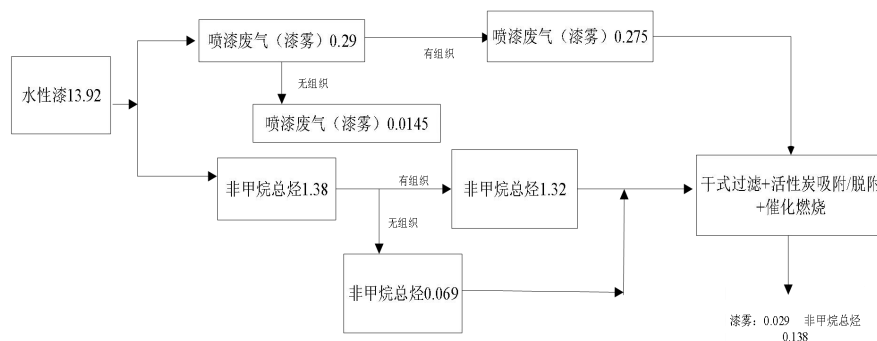 喷漆废气（漆雾）0.29
有组织
喷漆废气（漆雾）0.275
水性漆13.92
无组织
喷漆废气（漆雾）0.0145
非甲烷总烃1.38
有组织
非甲烷总烃1.32
干式过滤+活性炭吸附/脱附
+催化燃烧
无组织
非甲烷总烃0.069
漆雾：0.029 非甲烷总烃
0.138